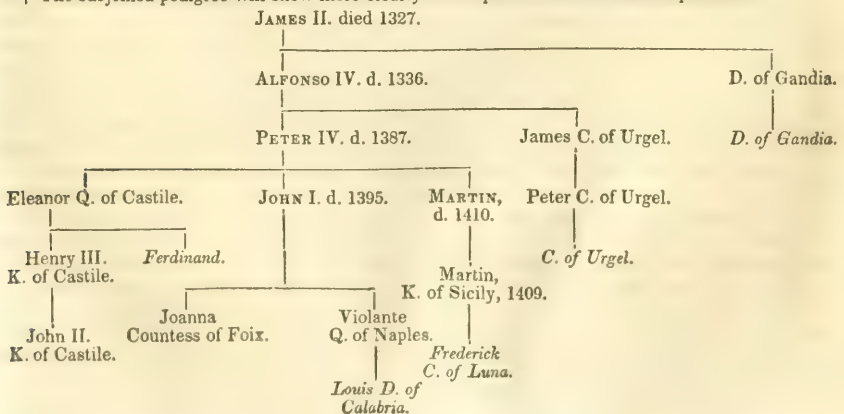 JAMES II. died 1327.
ALFONSO IV. d. 1336. D. of Gandia.
PETER IV. d. 1387. James C. of Urgel. D. of Gandia.
Eleanor Q. of Castile. JOHN I. d. 1395. MARTIN, Peter C. of Urgel.
d. 1410.
Henry III. Ferdinand. C. of Urgel.
K. of Castile. Martin,
K. of Sicily, 1409.
Joanna Violante
John II. Countess of Foix. Q. of Naples.
K. of Castile. Frederick
C. of Luna.
Louis D. of
Calabria.